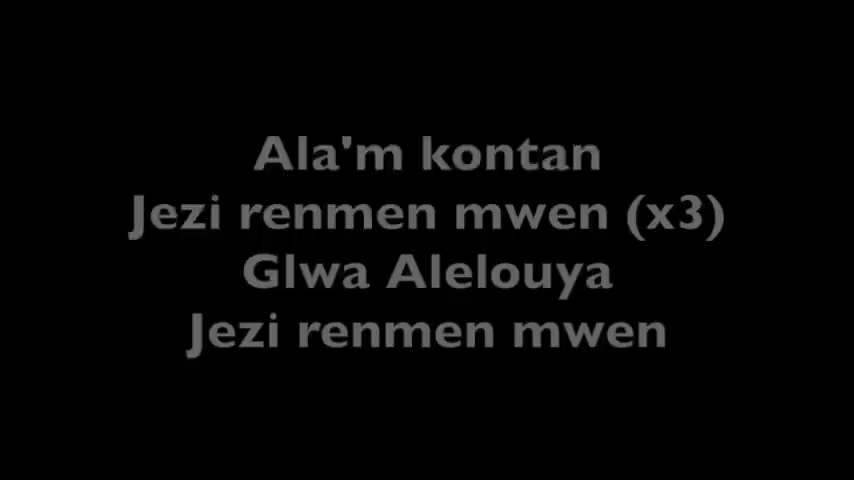 Ala'm kontan
Jezi renmen mwen (x3)
Glwa Alelouya
Jezi renmen mwen